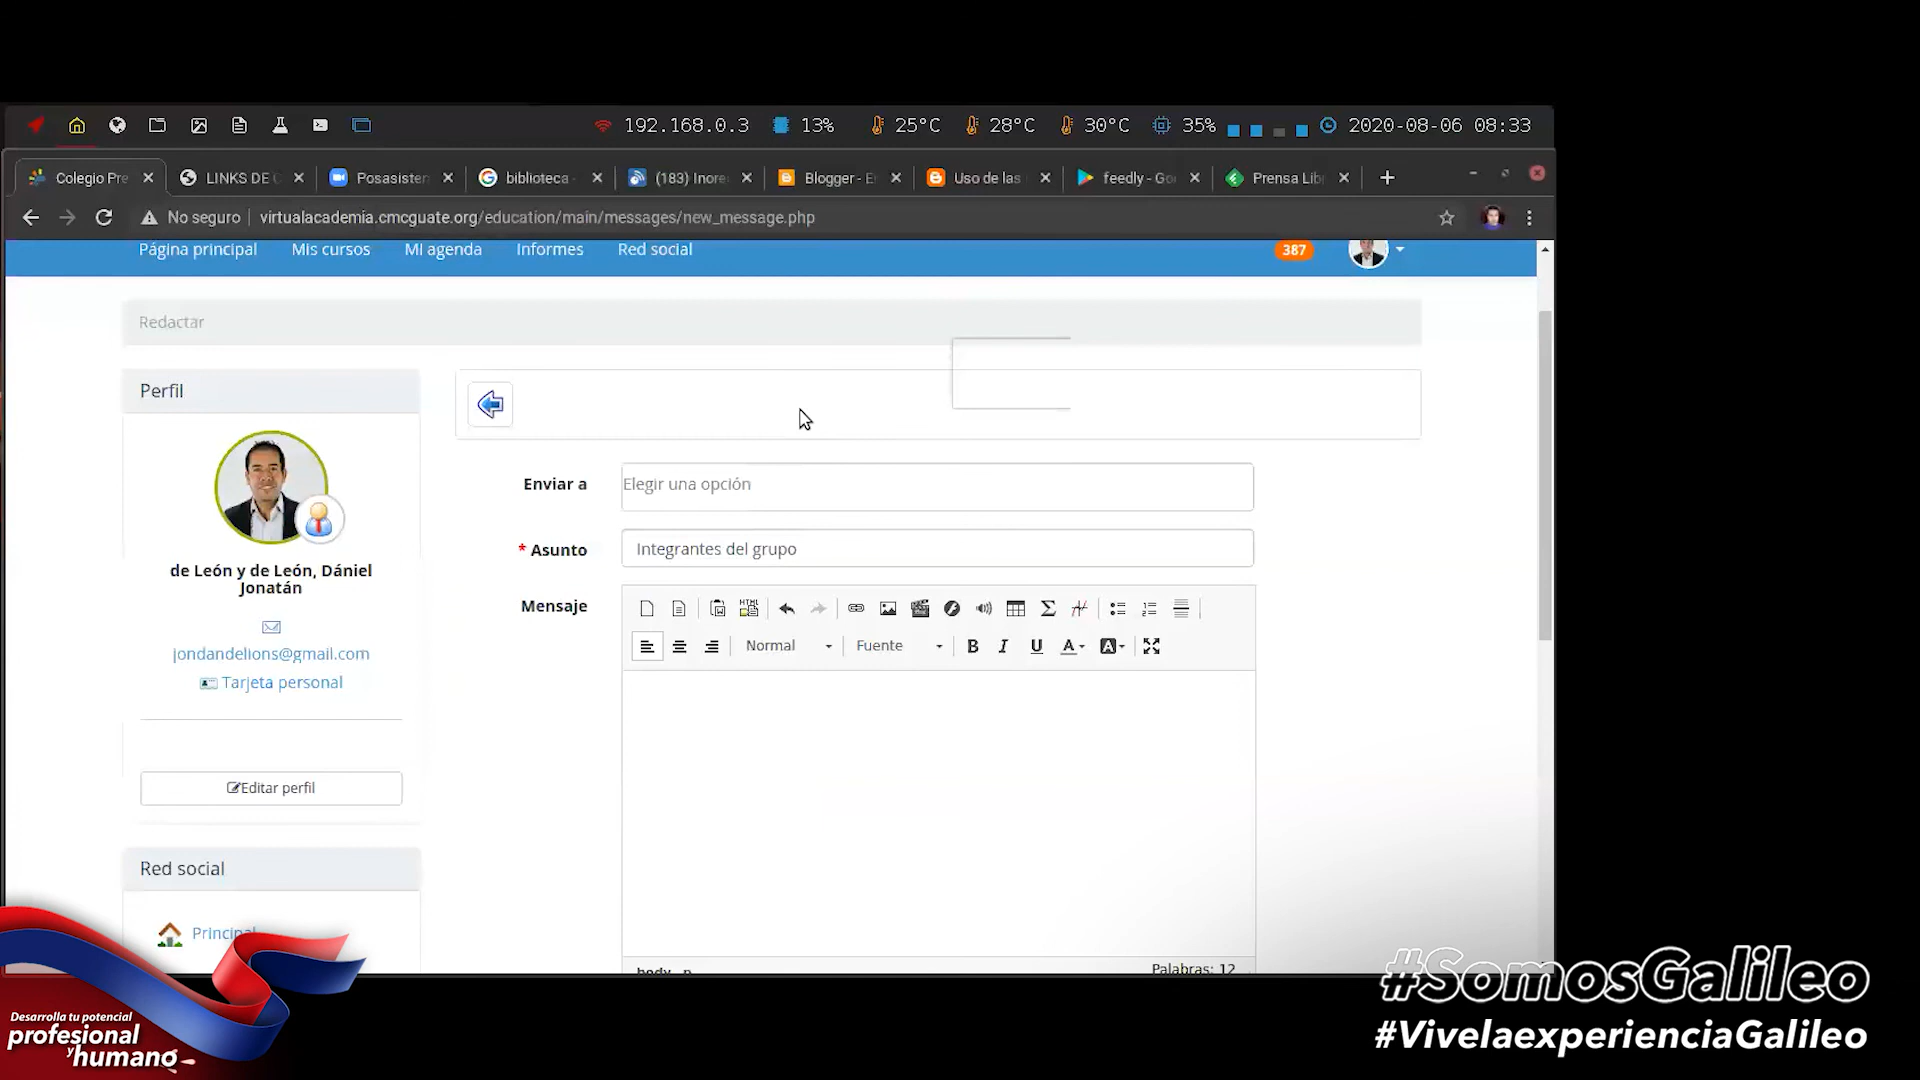 192.168.0.3 13% 25°C 28°C 30°C 35% 2020-08-06 08:33
Colegio Pre LINKS DE C Posasisten biblioteca - (183) Inore Blogger - E Uso de las feedly - Go Prensa Lib
No seguro virtualacademia.cmcguate.org/education/main/messages/new_message.php
Página principal Mis cursos Mi agenda Informes Red social 387
Redactar
Perfil
de León y de León, Dániel
Jonatán
jondandelions@gmail.com
Tarjeta personal
Editar perfil
Red social
Principal
Enviar a Elegir una opción
* Asunto Integrantes del grupo
Mensaje
HTML
Normal Fuente B I U A A
body p Palabras: 12
Desarrolla tu potencial
profesional
y humano
#SomosGalileo
#VivelaexperienciaGalileo